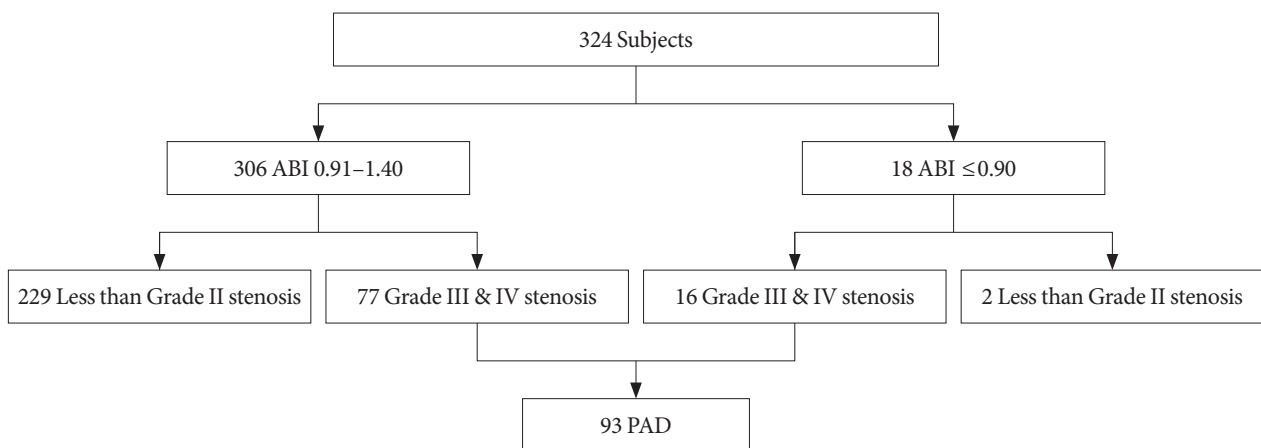 324 Subjects
306 ABI 0.91–1.40
18 ABI ≤0.90
229 Less than Grade II stenosis
77 Grade III & IV stenosis
16 Grade III & IV stenosis
2 Less than Grade II stenosis
93 PAD